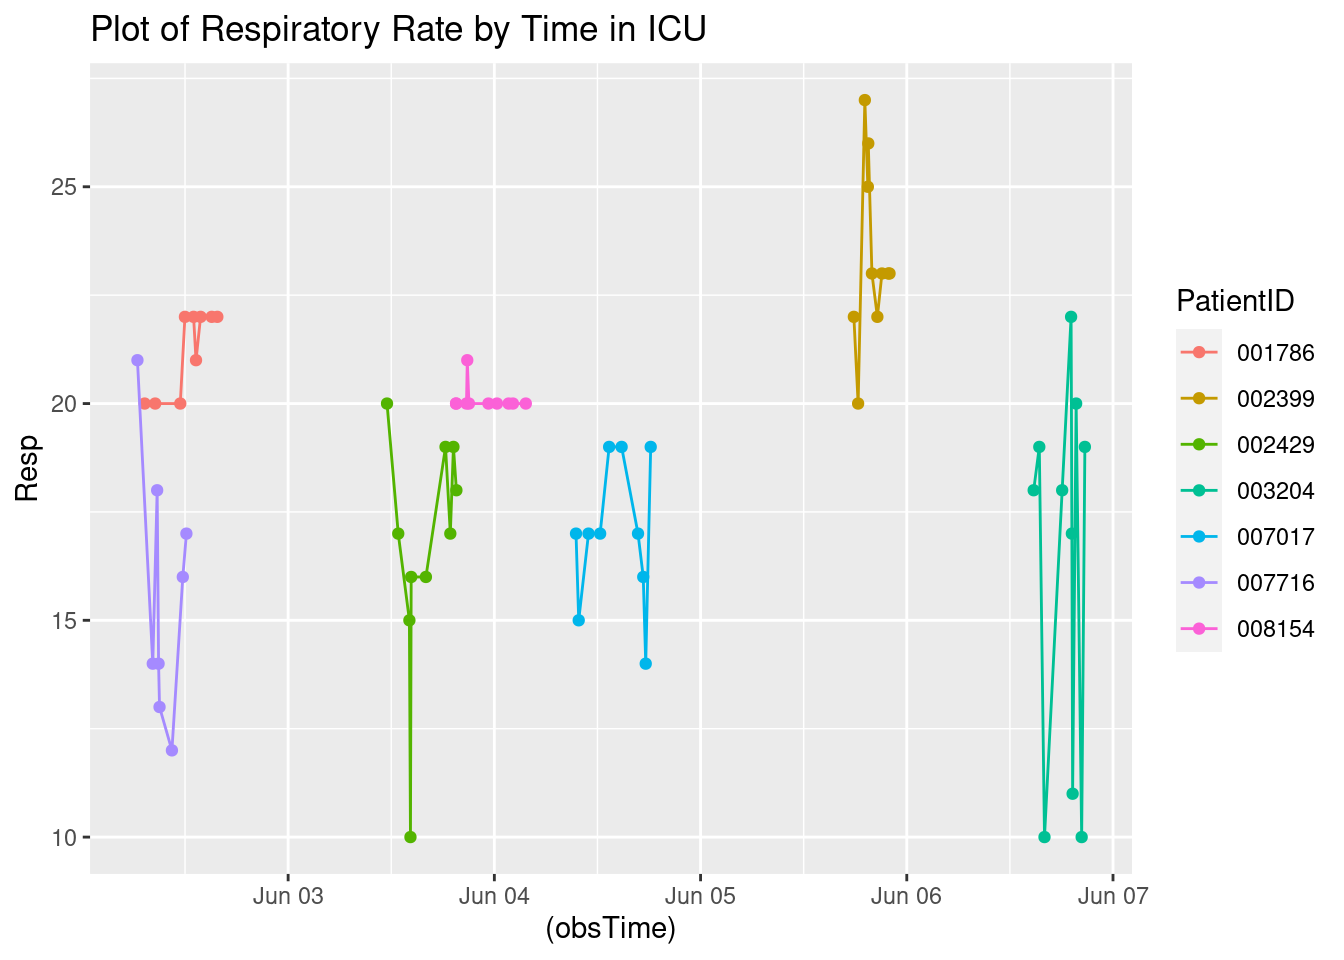 Plot of Respiratory Rate by Time in ICU
25
20
15
10
Resp
Jun 03 Jun 04 Jun 05 Jun 06 Jun 07
(obsTime)
PatientID
001786
002399
002429
003204
007017
007716
008154